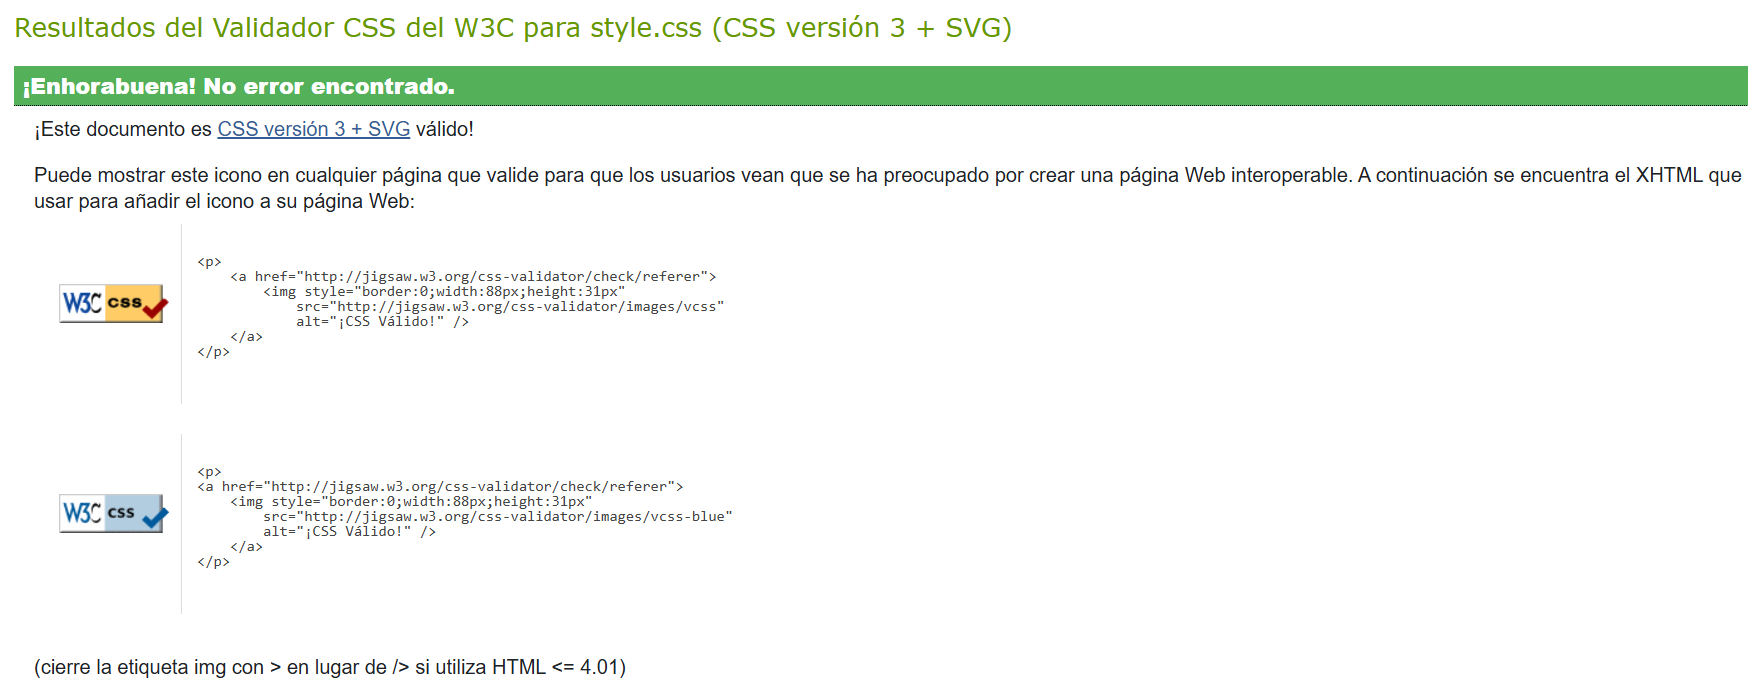 Resultados del Validador CSS del W3C para style.css (CSS versión 3 + SVG)
¡Enhorabuena! No error encontrado.
¡Este documento es CSS versión 3 + SVG válido!
Puede mostrar este icono en cualquier página que valide para que los usuarios vean que se ha preocupado por crear una página Web interoperable. A continuación se encuentra el XHTML que
usar para añadir el icono a su página Web:
W3C css
<p>
<a href="http://jigsaw.w3.org/css-validator/check/referer">
<img style="border:0;width:88px;height:31px"
src="http://jigsaw.w3.org/css-validator/images/vcss"
alt="¡CSS Válido!" />
</a>
</p>
W3C css
<p>
<a href="http://jigsaw.w3.org/css-validator/check/referer">
<img style="border:0;width:88px;height:31px"
src="http://jigsaw.w3.org/css-validator/images/vcss-blue"
alt="¡CSS Válido!" />
</a>
</p>
(cierre la etiqueta img con > en lugar de /> si utiliza HTML <= 4.01)